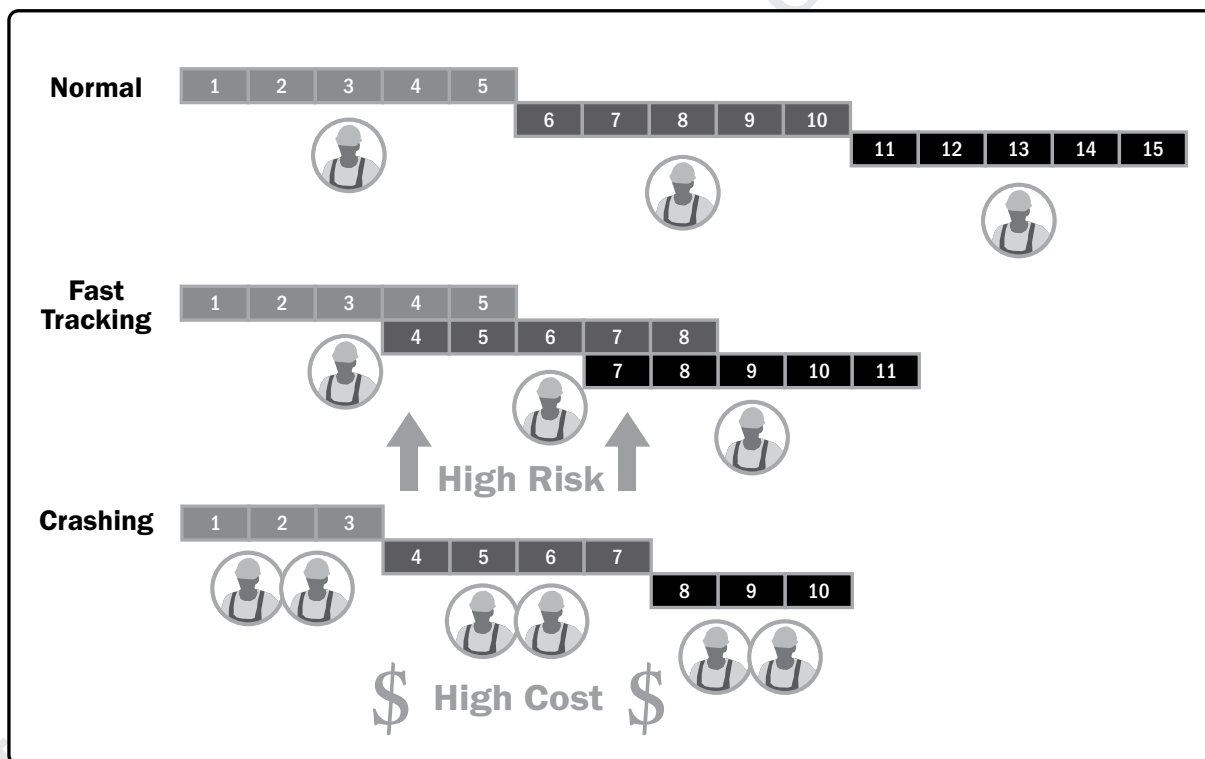 Normal
1 2 3 4 5
6 7 8 9 10
11 12 13 14 15
Fast
Tracking
1 2 3 4 5
4 5 6 7 8
7 8 9 10 11
High Risk
Crashing
1 2 3
4 5 6 7
8 9 10
$ High Cost $